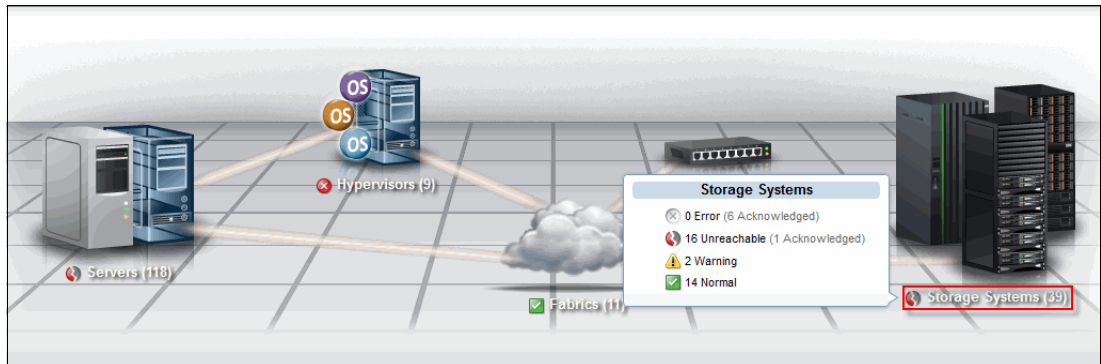 OS
OS
OS
Hypervisors (9)
Servers (118)
Fabrics (11)
Storage Systems
0 Error (6 Acknowledged)
16 Unreachable (1 Acknowledged)
2 Warning
14 Normal
Storage Systems (39)